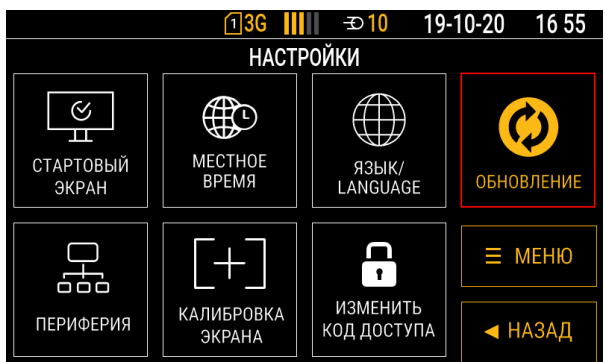 1 3G 10 19-10-20 16 55
НАСТРОЙКИ
СТАРТОВЫЙ
ЭКРАН
МЕСТНОЕ
ВРЕМЯ
ЯЗЫК/
LANGUAGE
ОБНОВЛЕНИЕ
ПЕРИФЕРИЯ
КАЛИБРОВКА
ЭКРАНА
ИЗМЕНИТЬ
КОД ДОСТУПА
МЕНЮ
НАЗАД